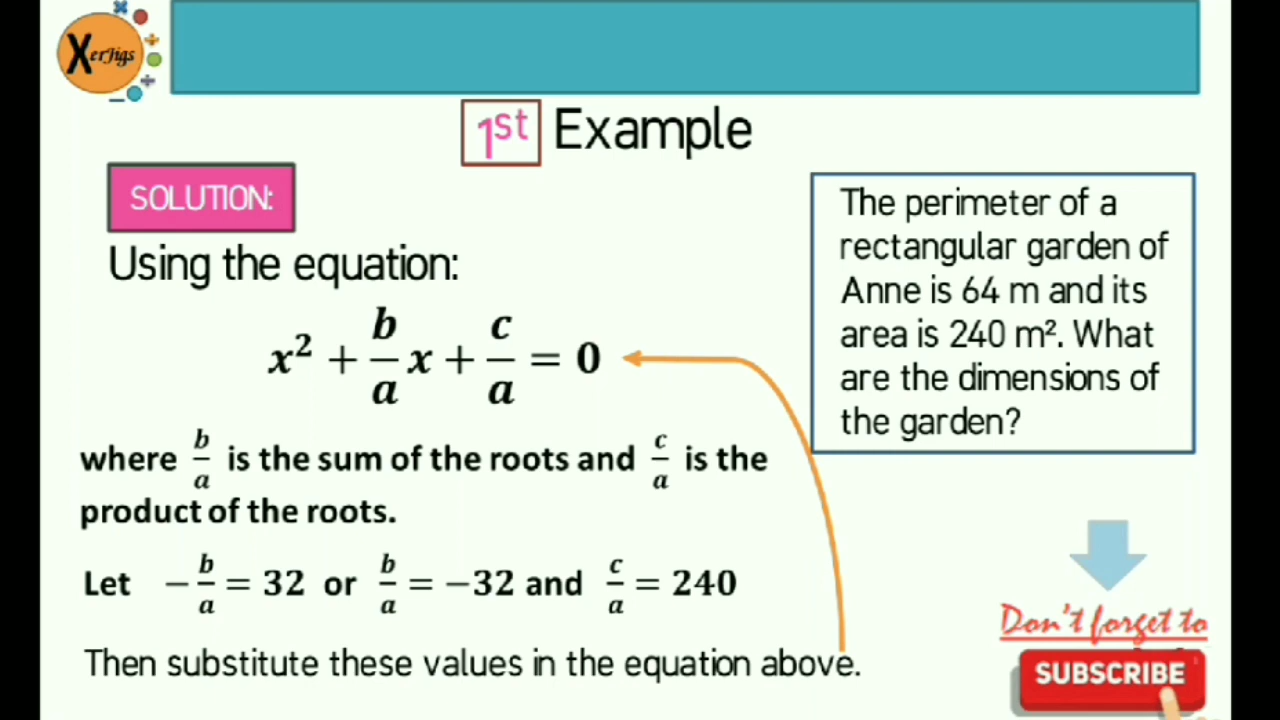 XerJigs
1st Example
SOLUTION:
Using the equation:
x² + b/a x + c/a = 0
where b/a is the sum of the roots and c/a is the
product of the roots.
Let −b/a = 32 or b/a = −32 and c/a = 240
Then substitute these values in the equation above.
The perimeter of a
rectangular garden of
Anne is 64 m and its
area is 240 m². What
are the dimensions of
the garden?
Don't forget to
SUBSCRIBE